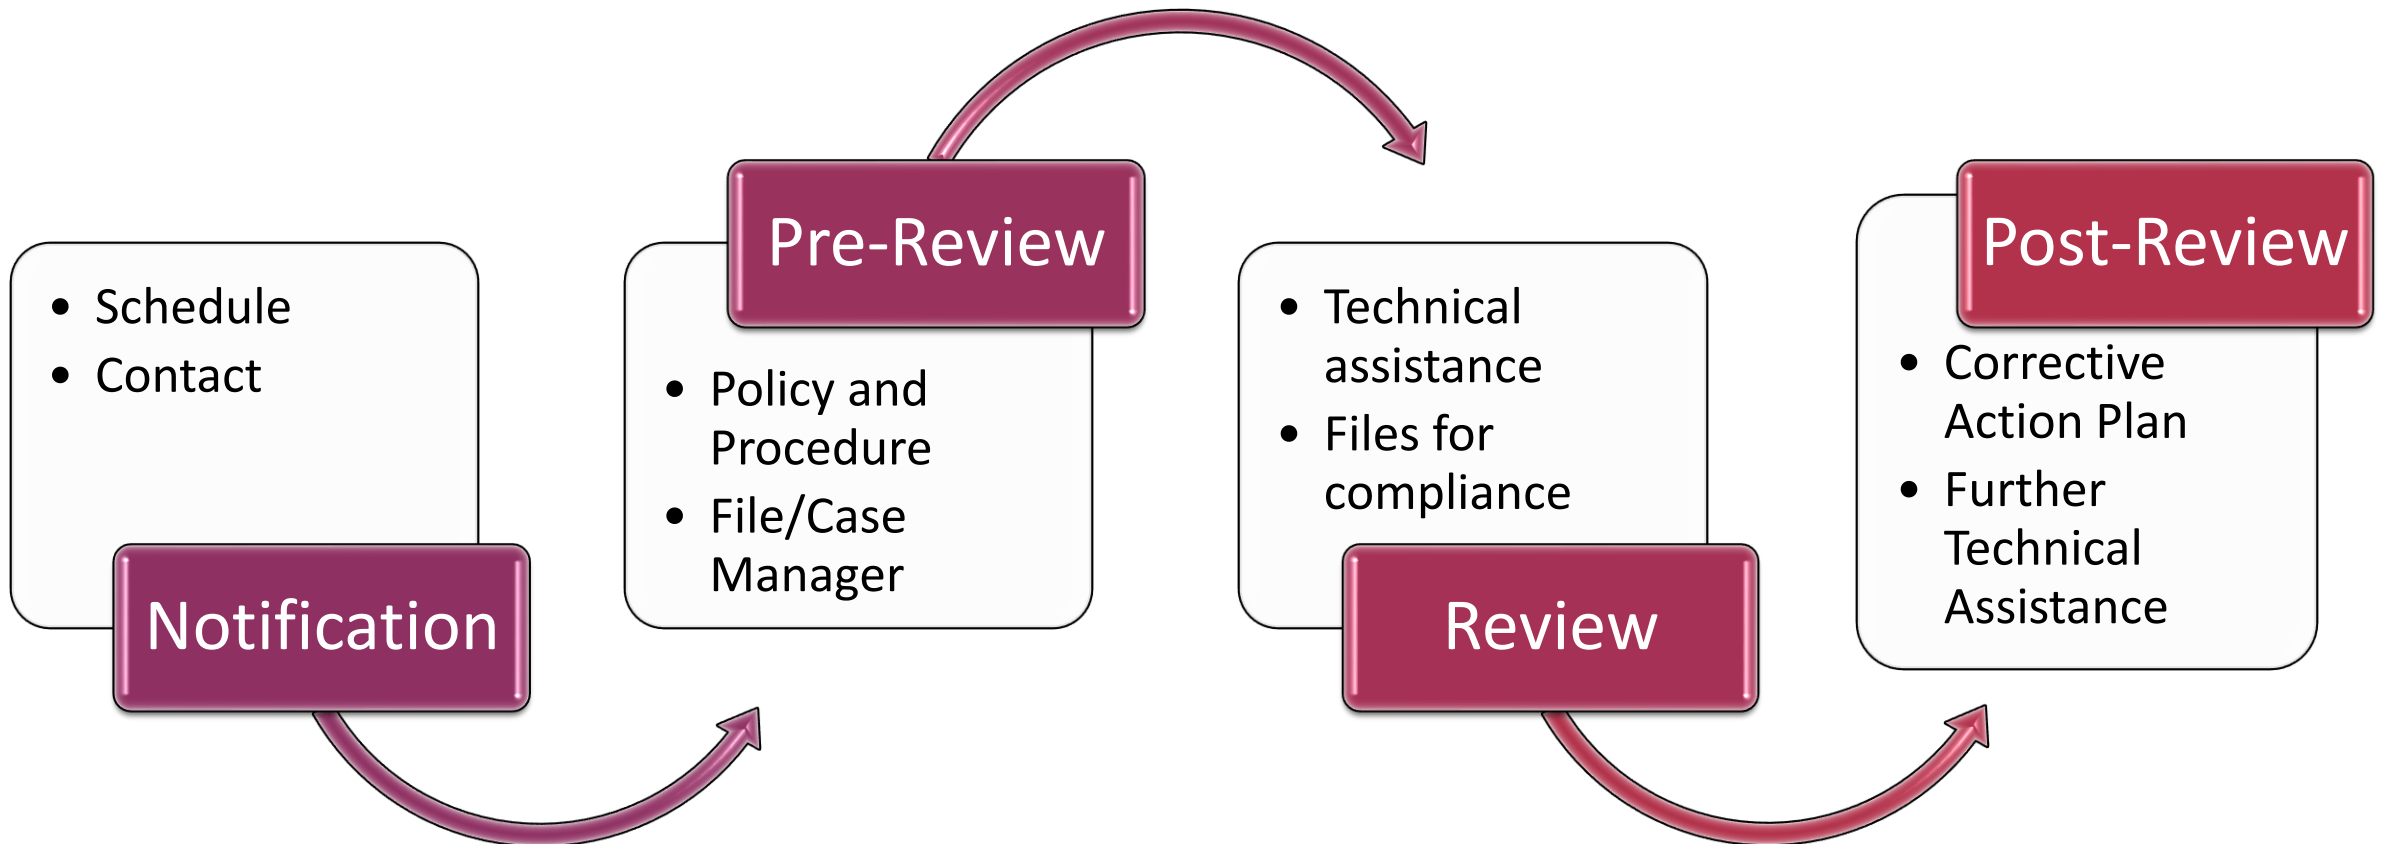 • Schedule
• Contact
Notification
Pre-Review
• Policy and
Procedure
• File/Case
Manager
• Technical
assistance
• Files for
compliance
Review
Post-Review
• Corrective
Action Plan
• Further
Technical
Assistance